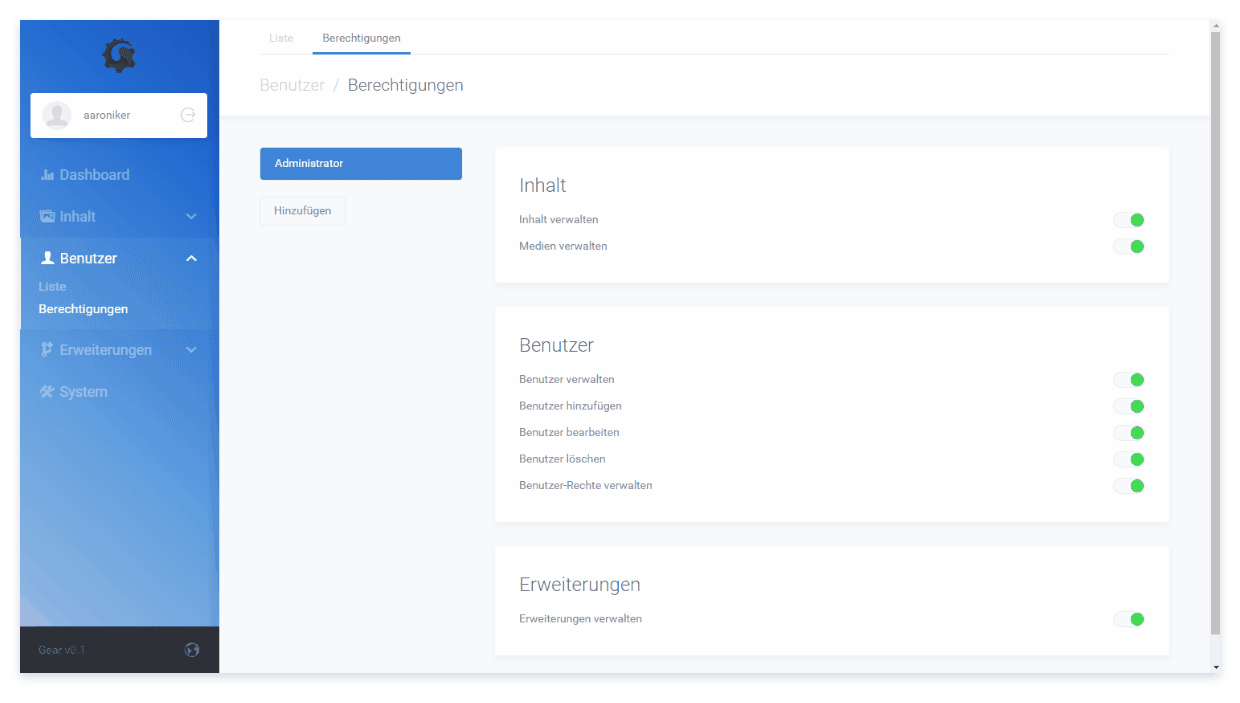 aaroniker
Dashboard
Inhalt
Benutzer
Liste
Berechtigungen
Erweiterungen
System
Gear v0.1
Liste
Berechtigungen
Benutzer / Berechtigungen
Administrator
Hinzufügen
Inhalt
Inhalt verwalten
Medien verwalten
Benutzer
Benutzer verwalten
Benutzer hinzufügen
Benutzer bearbeiten
Benutzer löschen
Benutzer-Rechte verwalten
Erweiterungen
Erweiterungen verwalten